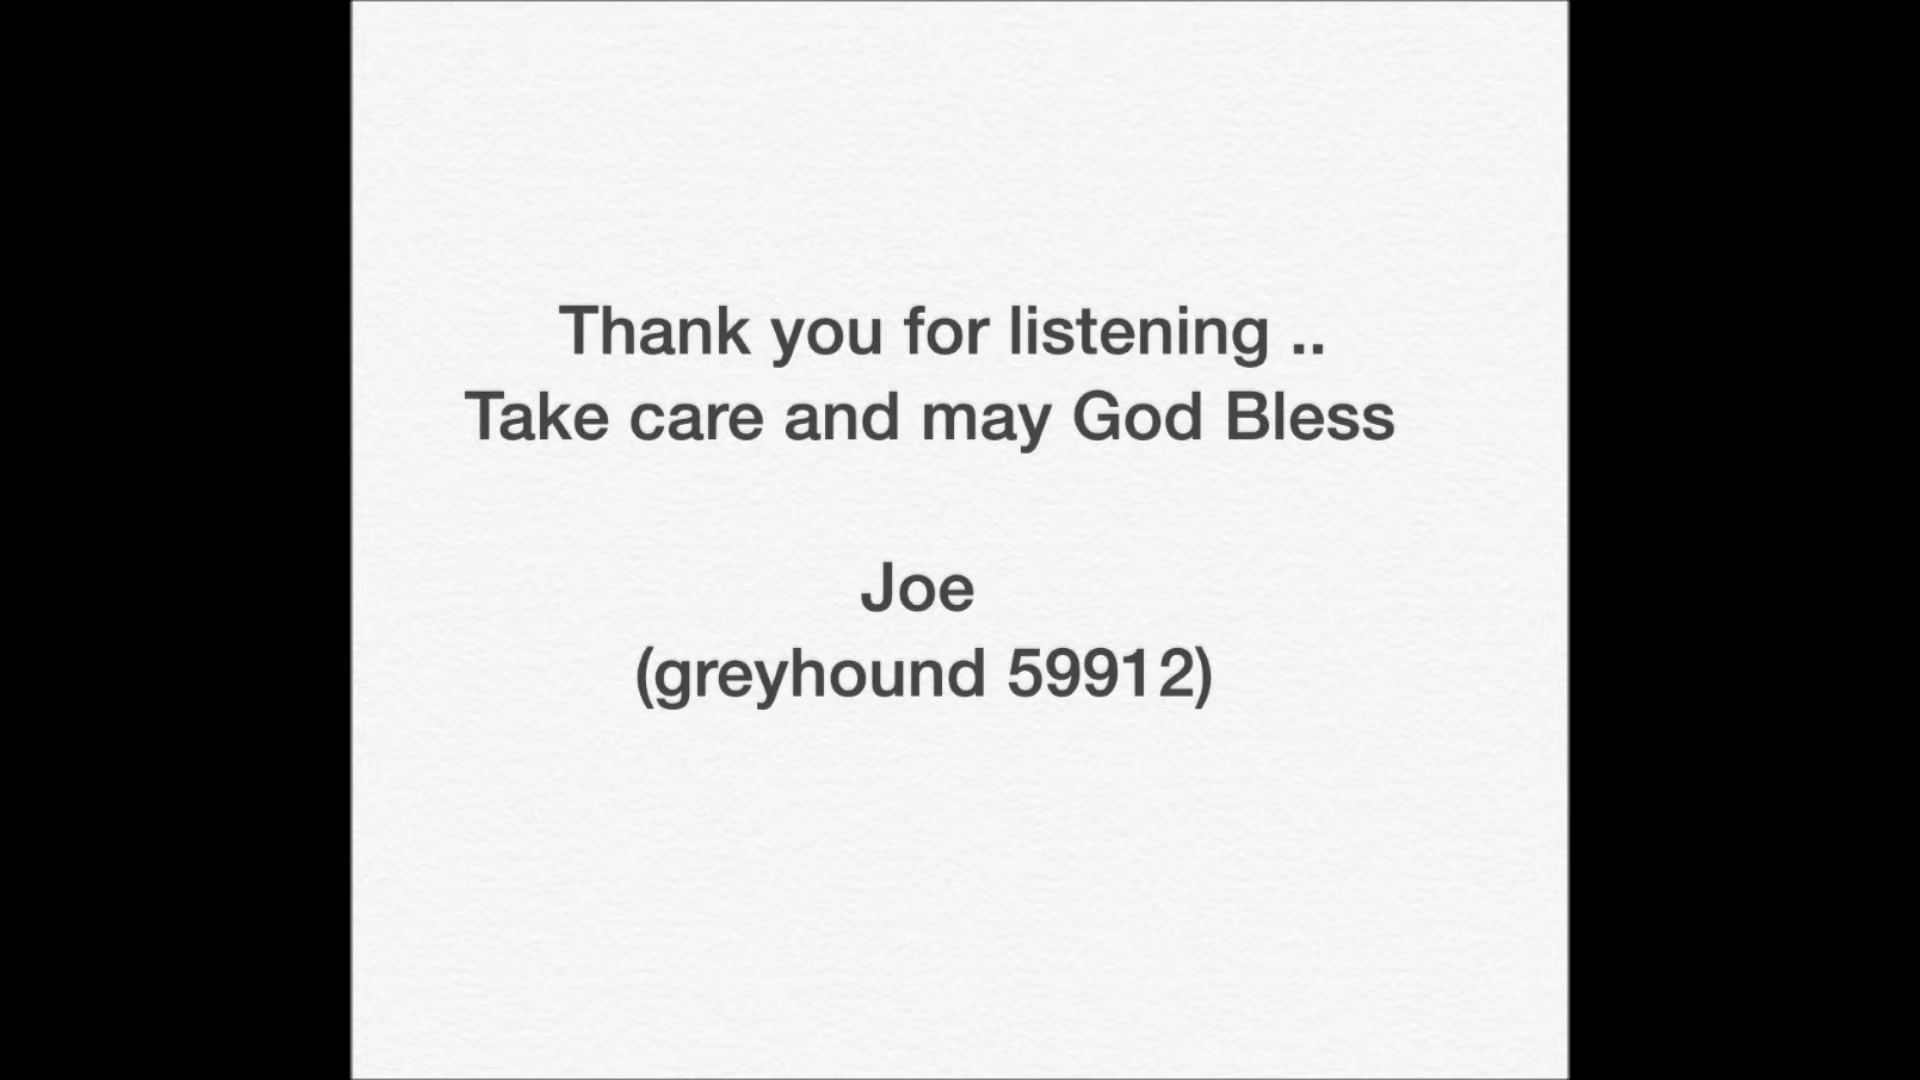 Thank you for listening ..
Take care and may God Bless
Joe
(greyhound 59912)